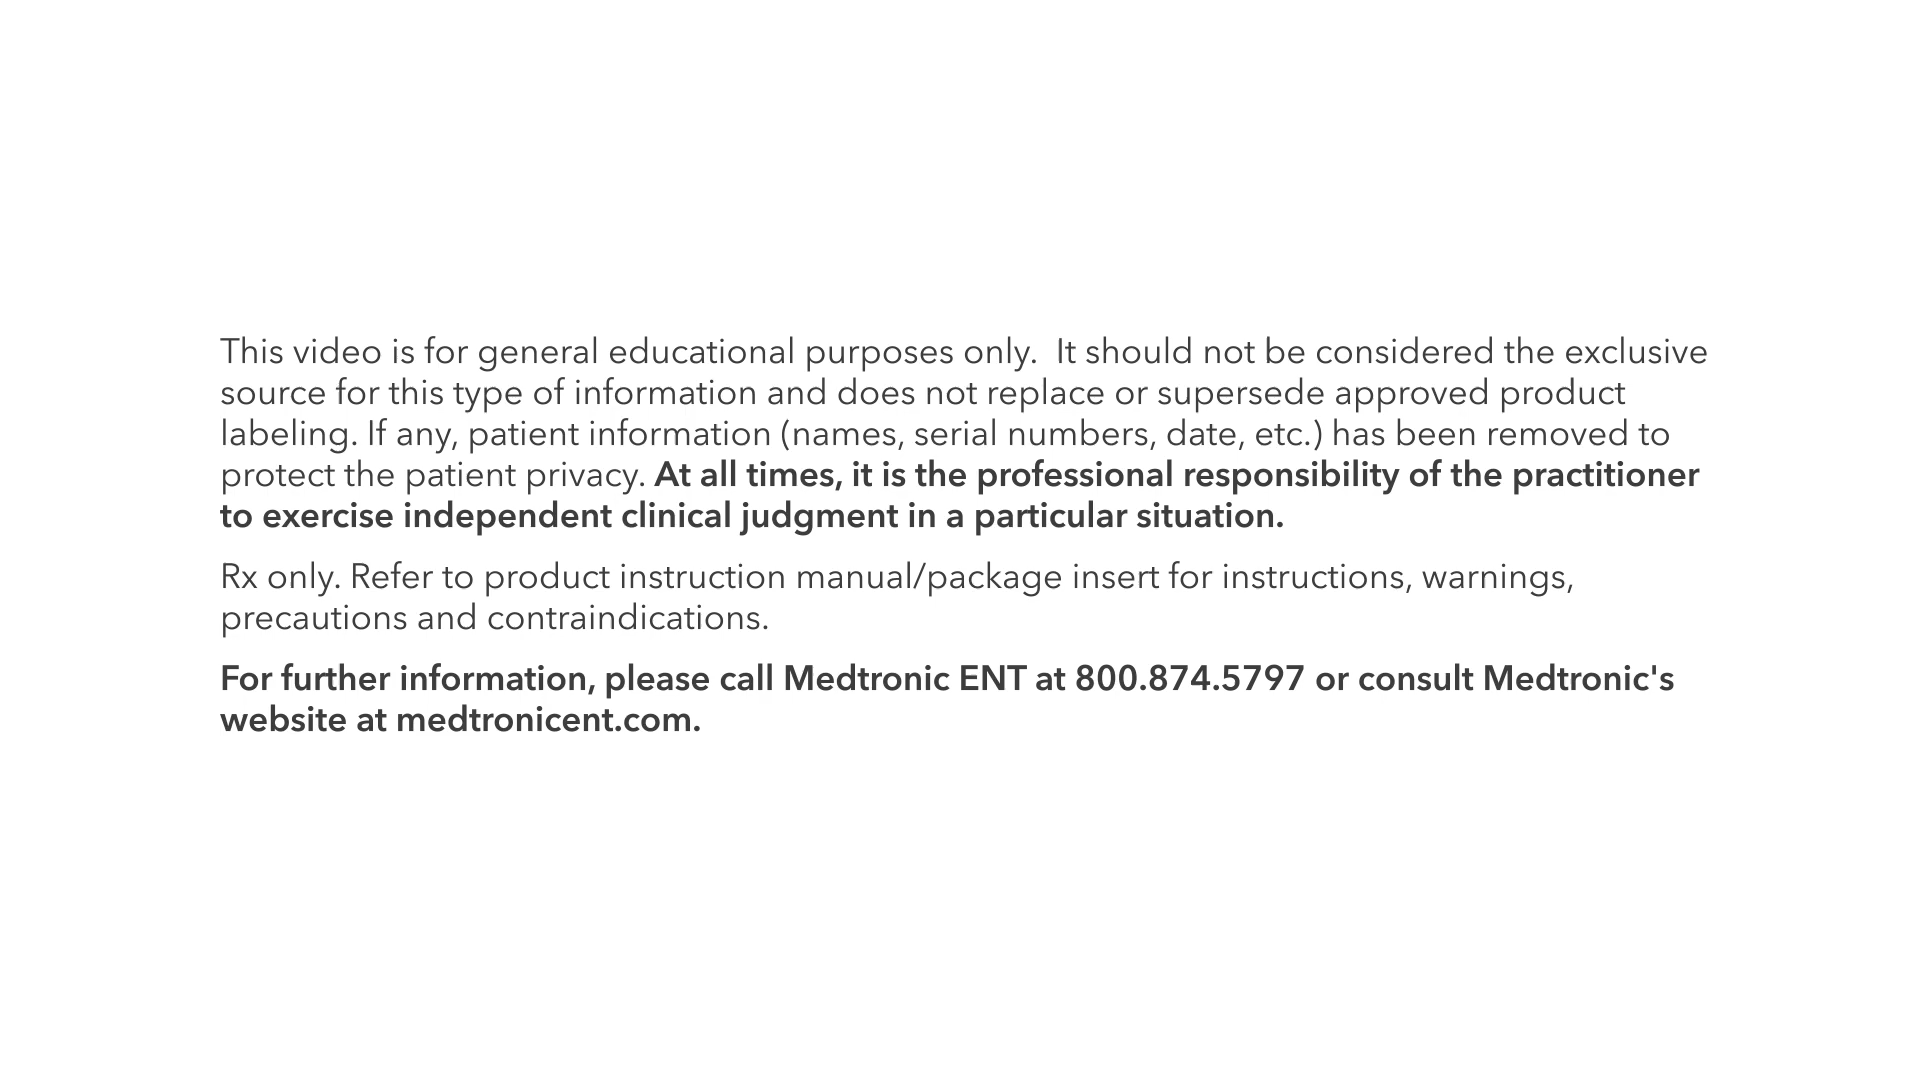 This video is for general educational purposes only.  It should not be considered the exclusive
source for this type of information and does not replace or supersede approved product
labeling. If any, patient information (names, serial numbers, date, etc.) has been removed to
protect the patient privacy. At all times, it is the professional responsibility of the practitioner
to exercise independent clinical judgment in a particular situation.
Rx only. Refer to product instruction manual/package insert for instructions, warnings,
precautions and contraindications.
For further information, please call Medtronic ENT at 800.874.5797 or consult Medtronic's
website at medtronicent.com.